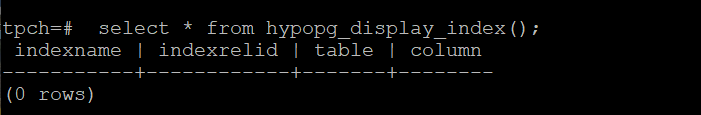 tpch=#  select * from hypopg_display_index();
 indexname | indexrelid | table | column
-----------+------------+-------+--------
(0 rows)